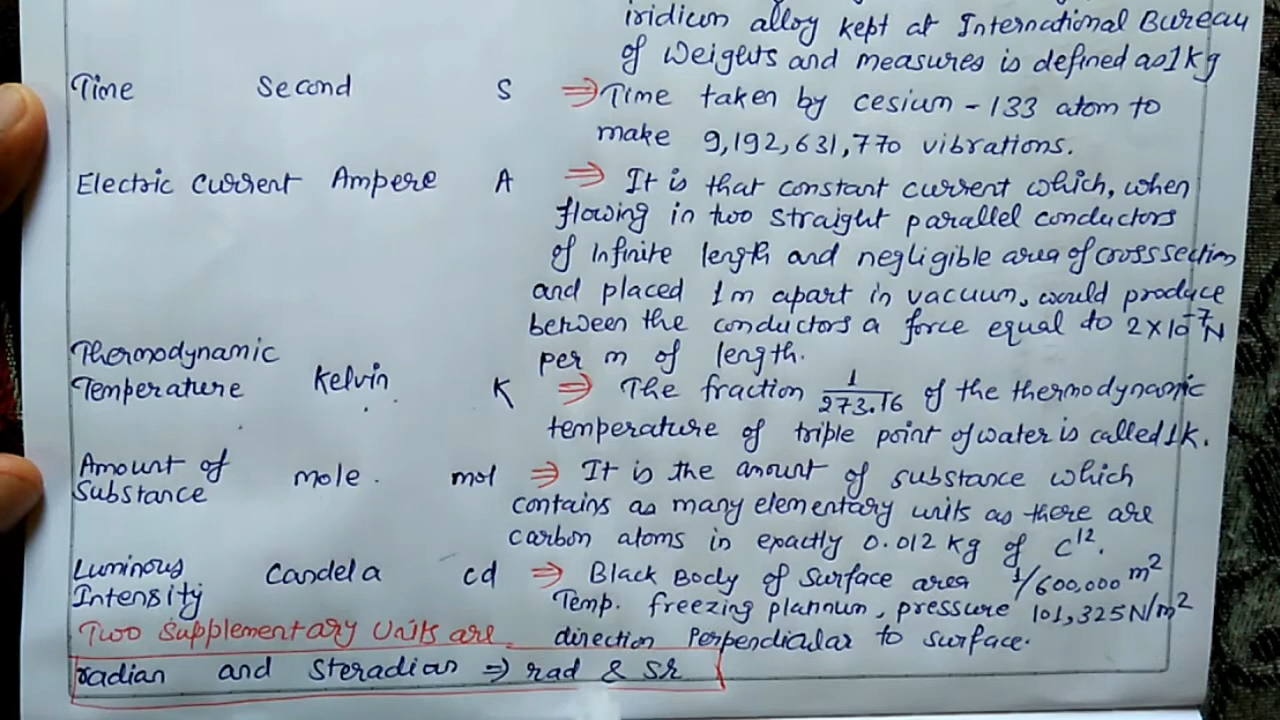 iridium alloy kept at International Bureau
of Weights and measures is defined as 1kg
Time Second S ⇒ Time taken by cesium - 133 atom to
make 9,192,631,770 vibrations.
Electric Current Ampere A ⇒ It is that constant current which, when
flowing in two straight parallel conductors
of infinite length and negligible area of cross section
and placed 1m apart in vacuum, would produce
between the conductors a force equal to 2×10⁻⁷N
per m of length.
Thermodynamic
Temperature Kelvin K ⇒ The fraction 1/273.16 of the thermodynamic
temperature of triple point of water is called 1K.
Amount of
Substance mole. mol ⇒ It is the amount of substance which
contains as many elementary units as there are
carbon atoms in exactly 0.012 kg of C¹².
Luminous
Intensity Candela cd ⇒ Black Body of Surface area 1/600,000 m²
Temp. freezing plannum, pressure 101,325 N/m²
direction Perpendicular to surface.
Two Supplementary Units are
radian and Steradian ⇒ rad & Sr